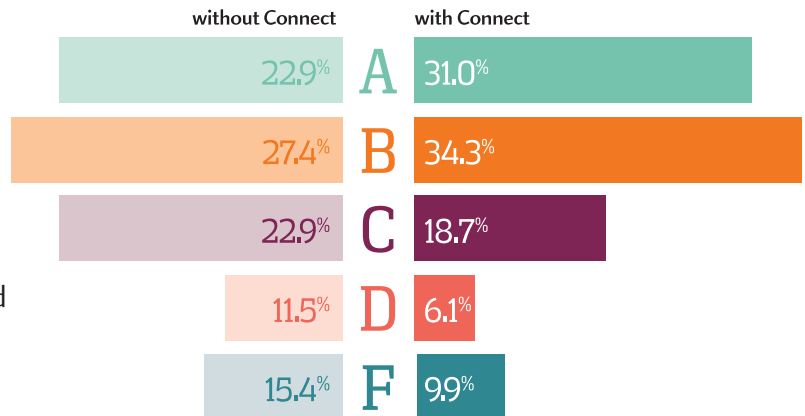 without Connect with Connect
22.9% A 31.0%
27.4% B 34.3%
22.9% C 18.7%
11.5% D 6.1%
15.4% F 9.9%